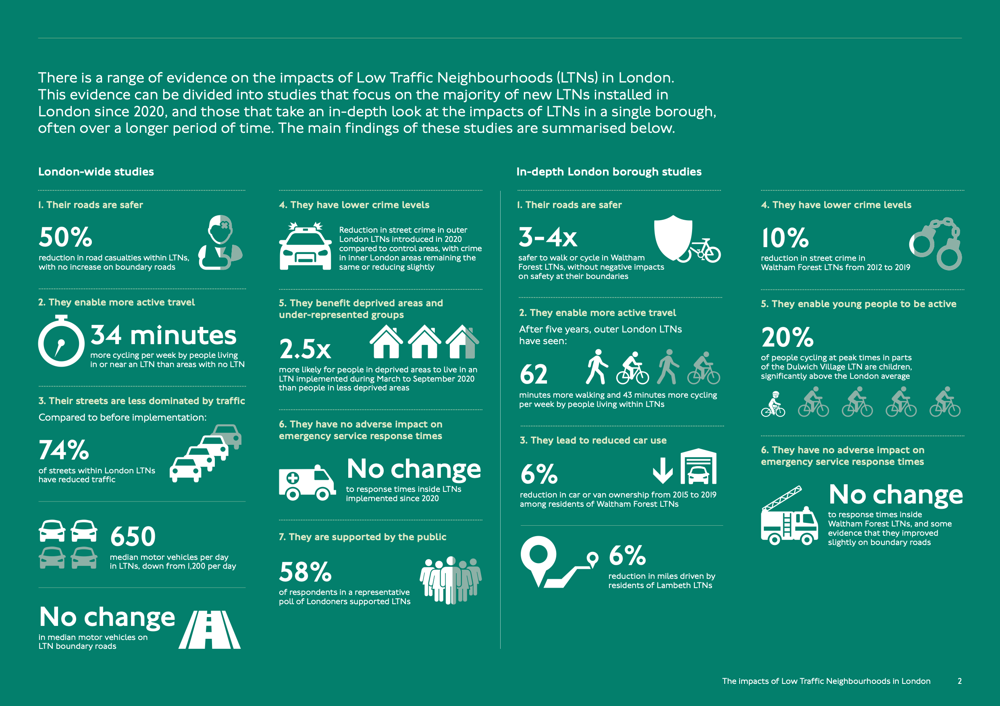 There is a range of evidence on the impacts of Low Traffic Neighbourhoods (LTNs) in London.
This evidence can be divided into studies that focus on the majority of new LTNs installed in
London since 2020, and those that take an in-depth look at the impacts of LTNs in a single borough,
often over a longer period of time. The main findings of these studies are summarised below.
London-wide studies
1. Their roads are safer
50%
reduction in road casualties within LTNs,
with no increase on boundary roads
2. They enable more active travel
34 minutes
more cycling per week by people living
in or near an LTN than areas with no LTN
3. Their streets are less dominated by traffic
Compared to before implementation:
74%
of streets within London LTNs
have reduced traffic
650
median motor vehicles per day
in LTNs, down from 1,200 per day
No change
in median motor vehicles on
LTN boundary roads
4. They have lower crime levels
Reduction in street crime in outer
London LTNs introduced in 2020
compared to control areas, with crime
in inner London areas remaining the
same or reducing slightly
5. They benefit deprived areas and
under-represented groups
2.5x
more likely for people in deprived areas to live in an
LTN implemented during March to September 2020
than people in less deprived areas
6. They have no adverse impact on
emergency service response times
No change
to response times inside LTNs
implemented since 2020
7. They are supported by the public
58%
of respondents in a representative
poll of Londoners supported LTNs
In-depth London borough studies
1. Their roads are safer
3-4x
safer to walk or cycle in Waltham
Forest LTNs, without negative impacts
on safety at their boundaries
2. They enable more active travel
After five years, outer London LTNs
have seen:
62
minutes more walking and 43 minutes more cycling
per week by people living within LTNs
3. They lead to reduced car use
6%
reduction in car or van ownership from 2015 to 2019
among residents of Waltham Forest LTNs
6%
reduction in miles driven by
residents of Lambeth LTNs
4. They have lower crime levels
10%
reduction in street crime in
Waltham Forest LTNs from 2012 to 2019
5. They enable young people to be active
20%
of people cycling at peak times in parts
of the Dulwich Village LTN are children,
significantly above the London average
6. They have no adverse impact on
emergency service response times
No change
to response times inside
Waltham Forest LTNs, and some
evidence that they improved
slightly on boundary roads
The impacts of Low Traffic Neighbourhoods in London 2